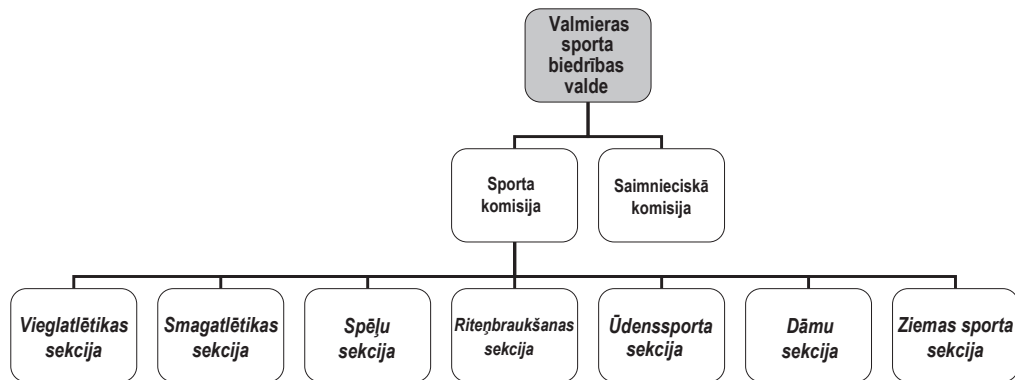 Valmieras
sporta
biedrības
valde
Sporta
komisija
Saimnieciskā
komisija
Vieglatlētikas
sekcija
Smagatlētikas
sekcija
Spēļu
sekcija
Riteņbraukšanas
sekcija
Ūdenssporta
sekcija
Dāmu
sekcija
Ziemas sporta
sekcija